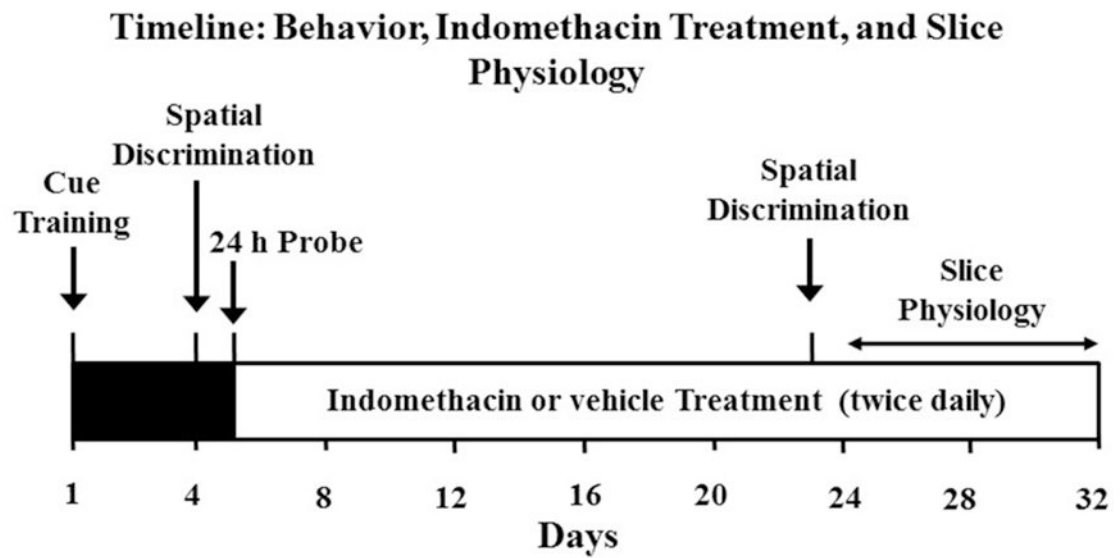 Timeline: Behavior, Indomethacin Treatment, and Slice
Physiology
Spatial
Discrimination
Cue
Training
24 h Probe
Spatial
Discrimination
Slice
Physiology
Indomethacin or vehicle Treatment (twice daily)
1 4 8 12 16 20 24 28 32
Days